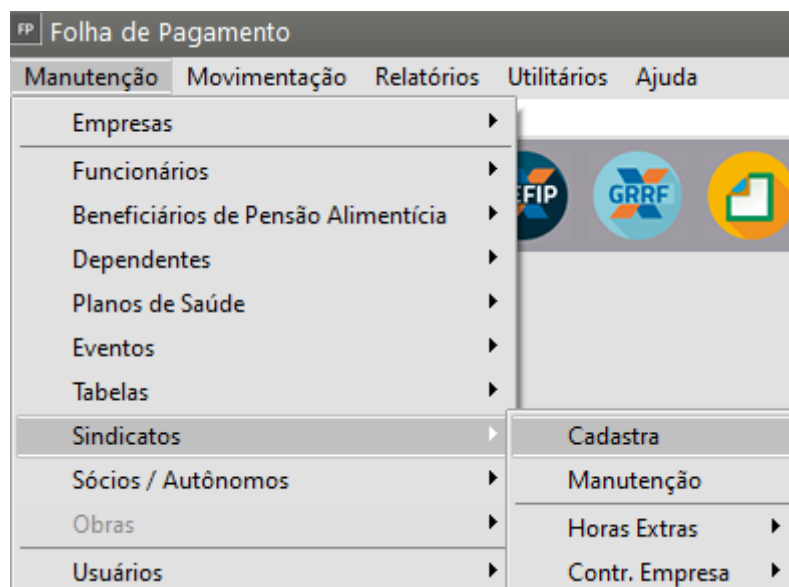 FP Folha de Pagamento
Manutenção Movimentação Relatórios Utilitários Ajuda
Empresas
Funcionários
EFIP GRRF
Beneficiários de Pensão Alimentícia
Dependentes
Planos de Saúde
Eventos
Tabelas
Sindicatos
Cadastra
Sócios / Autônomos
Manutenção
Obras
Horas Extras
Usuários
Contr. Empresa